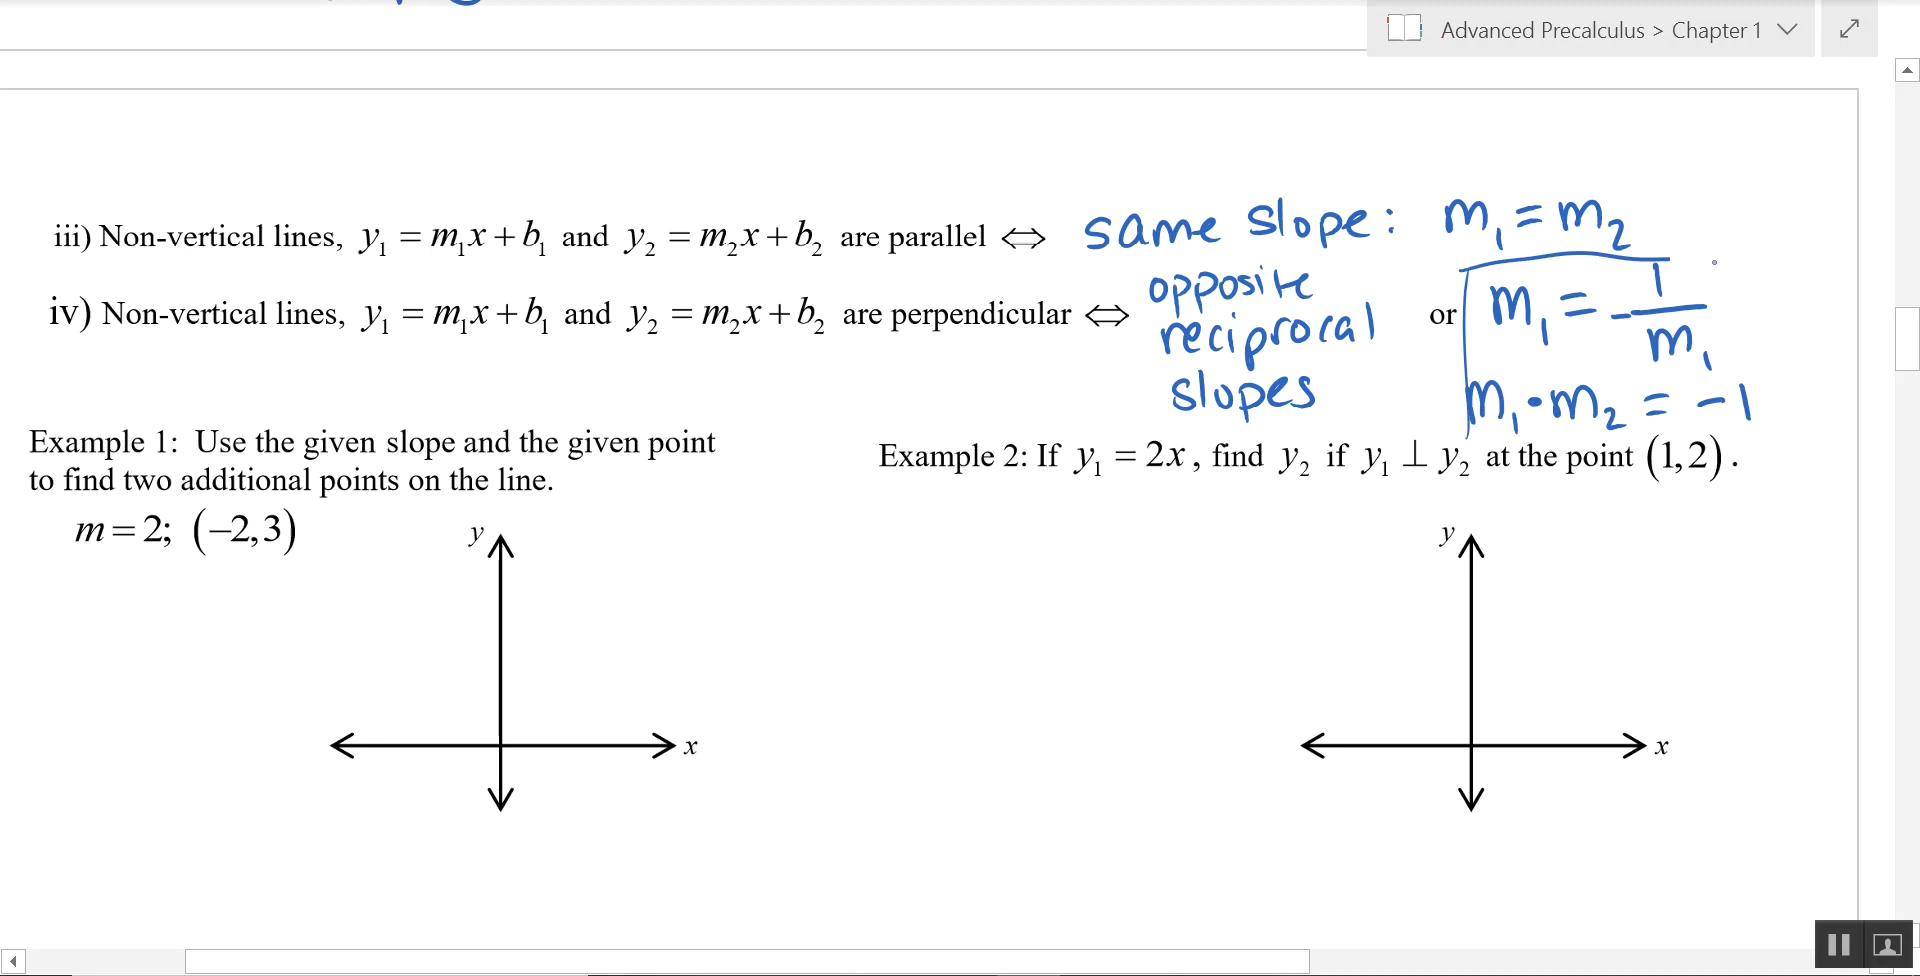 Advanced Precalculus > Chapter 1
iii) Non-vertical lines, y₁ = m₁x + b₁ and y₂ = m₂x + b₂ are parallel ⇔ same slope: m₁ = m₂
iv) Non-vertical lines, y₁ = m₁x + b₁ and y₂ = m₂x + b₂ are perpendicular ⇔ opposite reciprocal slopes or m₁ = -1/m₁
m₁ · m₂ = -1
Example 1: Use the given slope and the given point
to find two additional points on the line.
m = 2; (−2,3)
y
x
Example 2: If y₁ = 2x, find y₂ if y₁ ⊥ y₂ at the point (1,2).
y
x